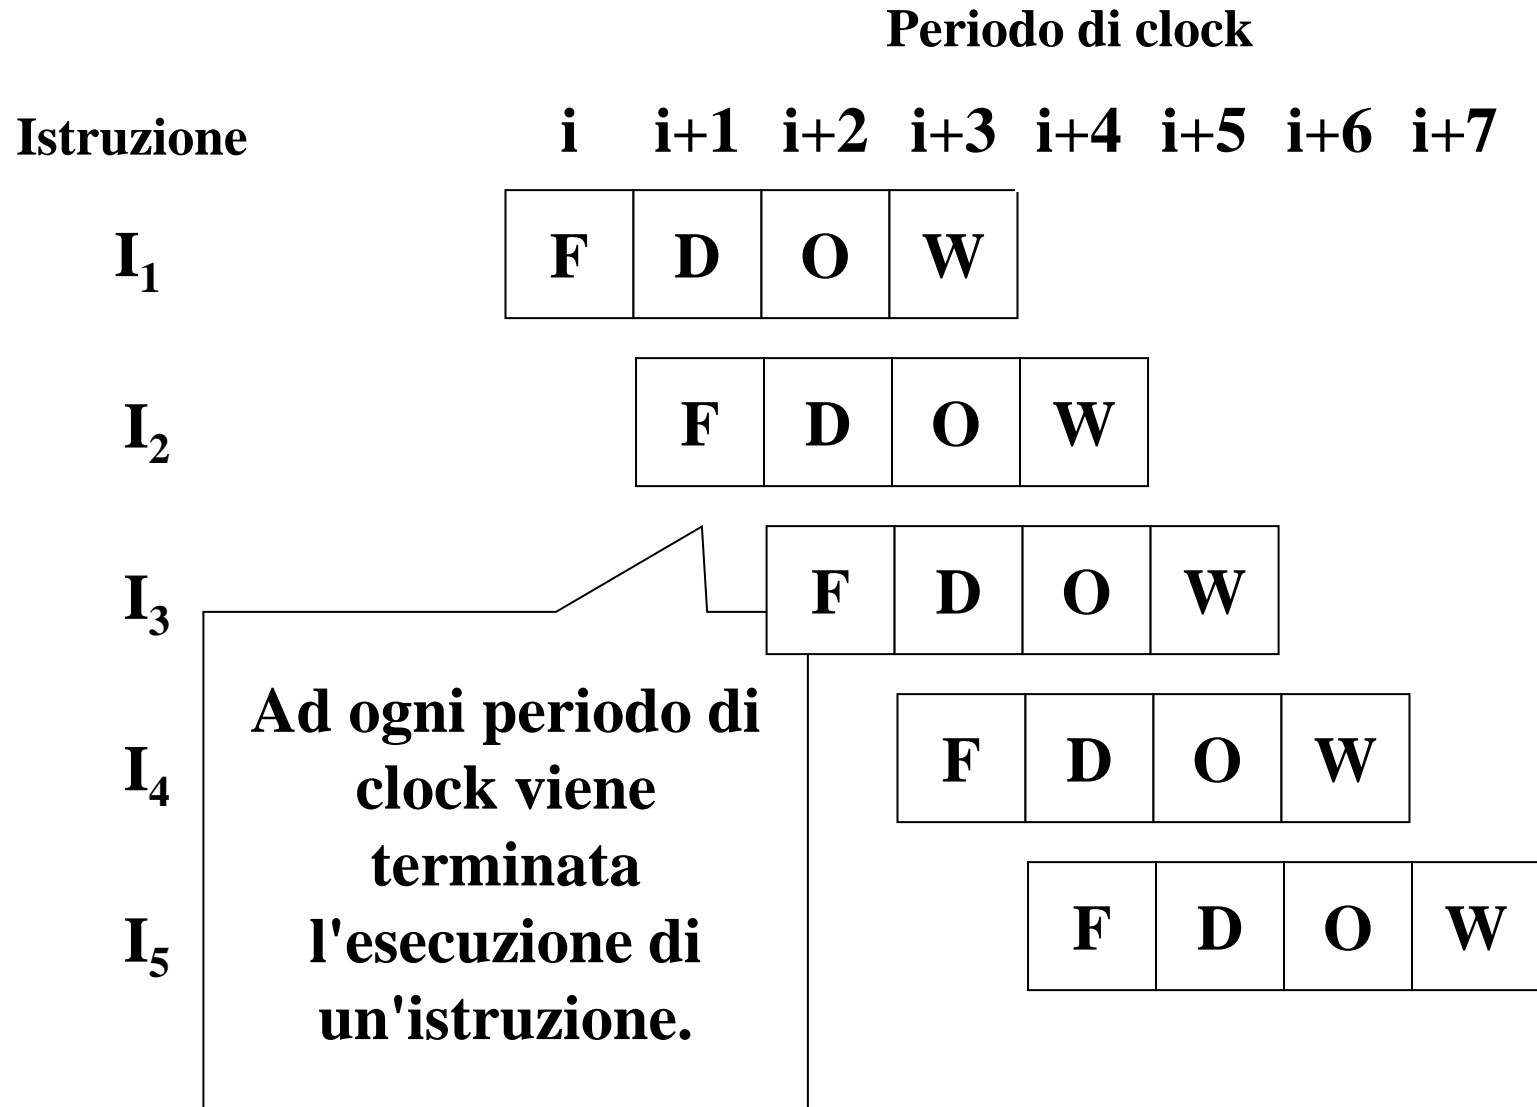 Periodo di clock
Istruzione i i+1 i+2 i+3 i+4 i+5 i+6 i+7
I1 F D O W
I2 F D O W
I3 F D O W
I4 F D O W
I5 F D O W
Ad ogni periodo di
clock viene
terminata
l'esecuzione di
un'istruzione.